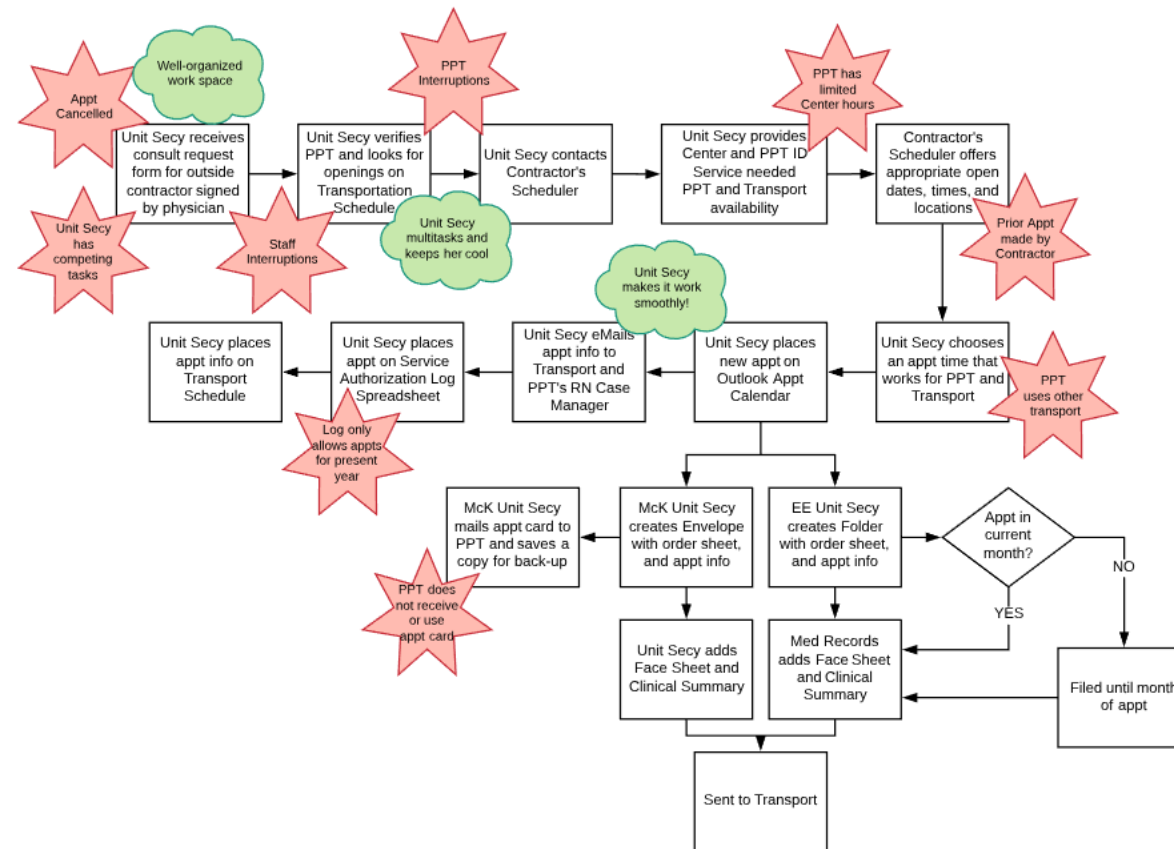 Well-organized
work space
PPT
Interruptions
PPT has
limited
Center hours
Appt
Cancelled
Unit Secy receives
consult request
form for outside
contractor signed
by physician
Unit Secy verifies
PPT and looks for
openings on
Transportation
Schedule
Unit Secy contacts
Contractor's
Scheduler
Unit Secy provides
Center and PPT ID
Service needed
PPT and Transport
availability
Contractor's
Scheduler offers
appropriate open
dates, times, and
locations
Unit Secy
has
competing
tasks
Staff
Interruptions
Unit Secy
multitasks and
keeps her cool
Prior Appt
made by
Contractor
Unit Secy
makes it work
smoothly!
Unit Secy places
appt info on
Transport
Schedule
Unit Secy places
appt on Service
Authorization Log
Spreadsheet
Unit Secy eMails
appt info to
Transport and
PPT's RN Case
Manager
Unit Secy places
new appt on
Outlook Appt
Calendar
Unit Secy chooses
an appt time that
works for PPT and
Transport
PPT
uses other
transport
Log only
allows appts
for present
year
McK Unit Secy
mails appt card to
PPT and saves a
copy for back-up
McK Unit Secy
creates Envelope
with order sheet,
and appt info
EE Unit Secy
creates Folder
with order sheet,
and appt info
Appt in
current
month?
NO
YES
PPT does
not receive
or use
appt card
Unit Secy adds
Face Sheet and
Clinical Summary
Med Records
adds Face Sheet
and Clinical
Summary
Filed until month
of appt
Sent to Transport